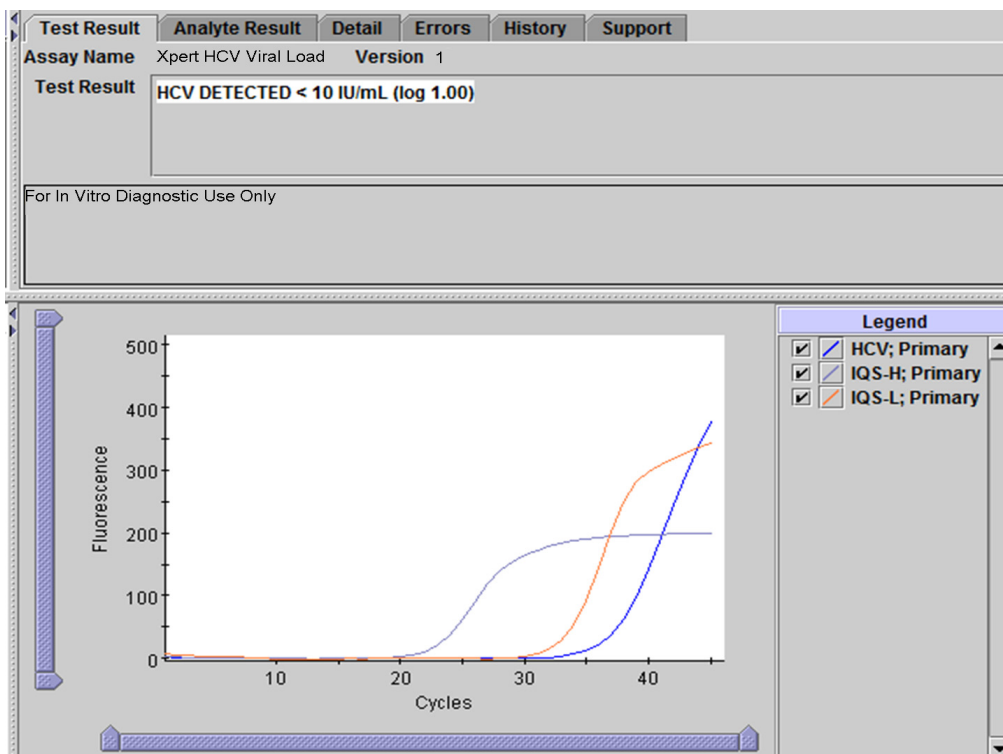 Test Result Analyte Result Detail Errors History Support
Assay Name Xpert HCV Viral Load Version 1
Test Result HCV DETECTED < 10 IU/mL (log 1.00)
For In Vitro Diagnostic Use Only
500
400
300
200
100
0
Fluorescence
10 20 30 40
Cycles
Legend
HCV; Primary
IQS-H; Primary
IQS-L; Primary